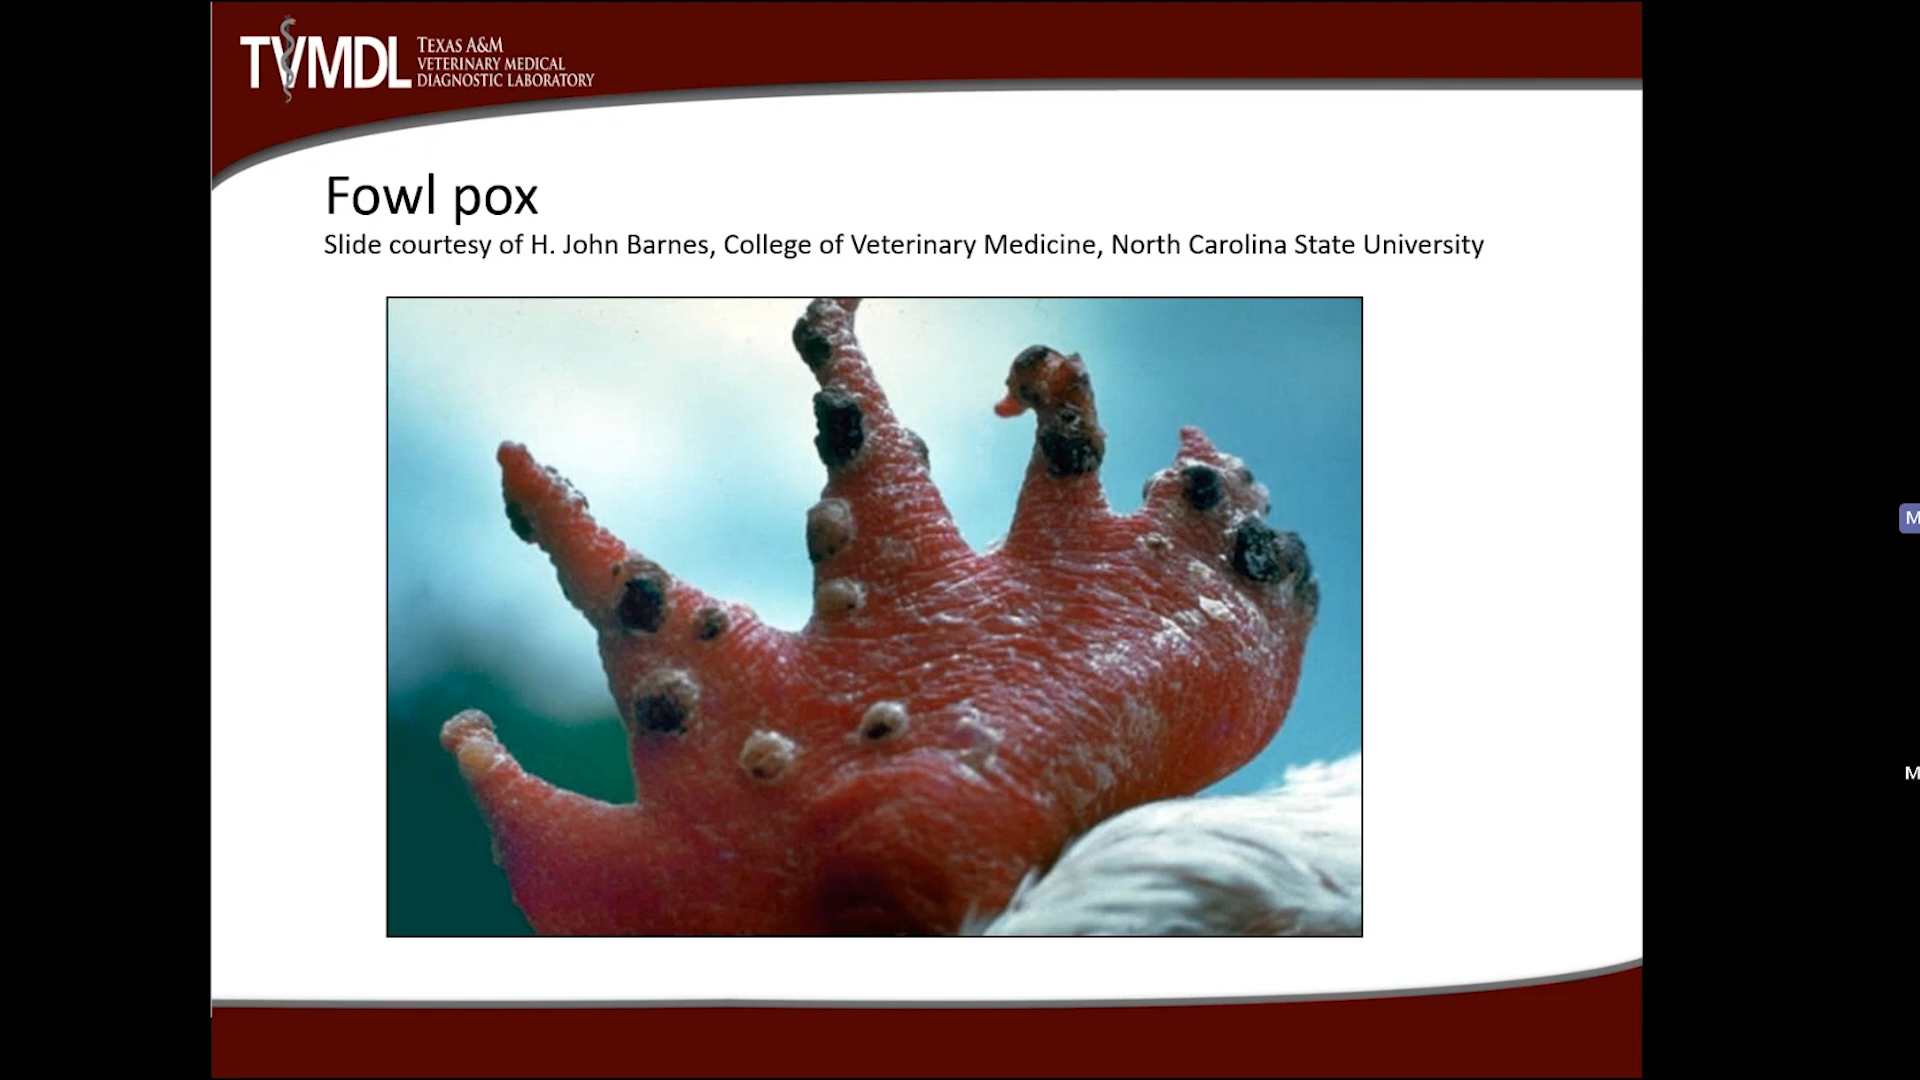 TVMDL
TEXAS A&M
VETERINARY MEDICAL
DIAGNOSTIC LABORATORY
Fowl pox
Slide courtesy of H. John Barnes, College of Veterinary Medicine, North Carolina State University
M
M